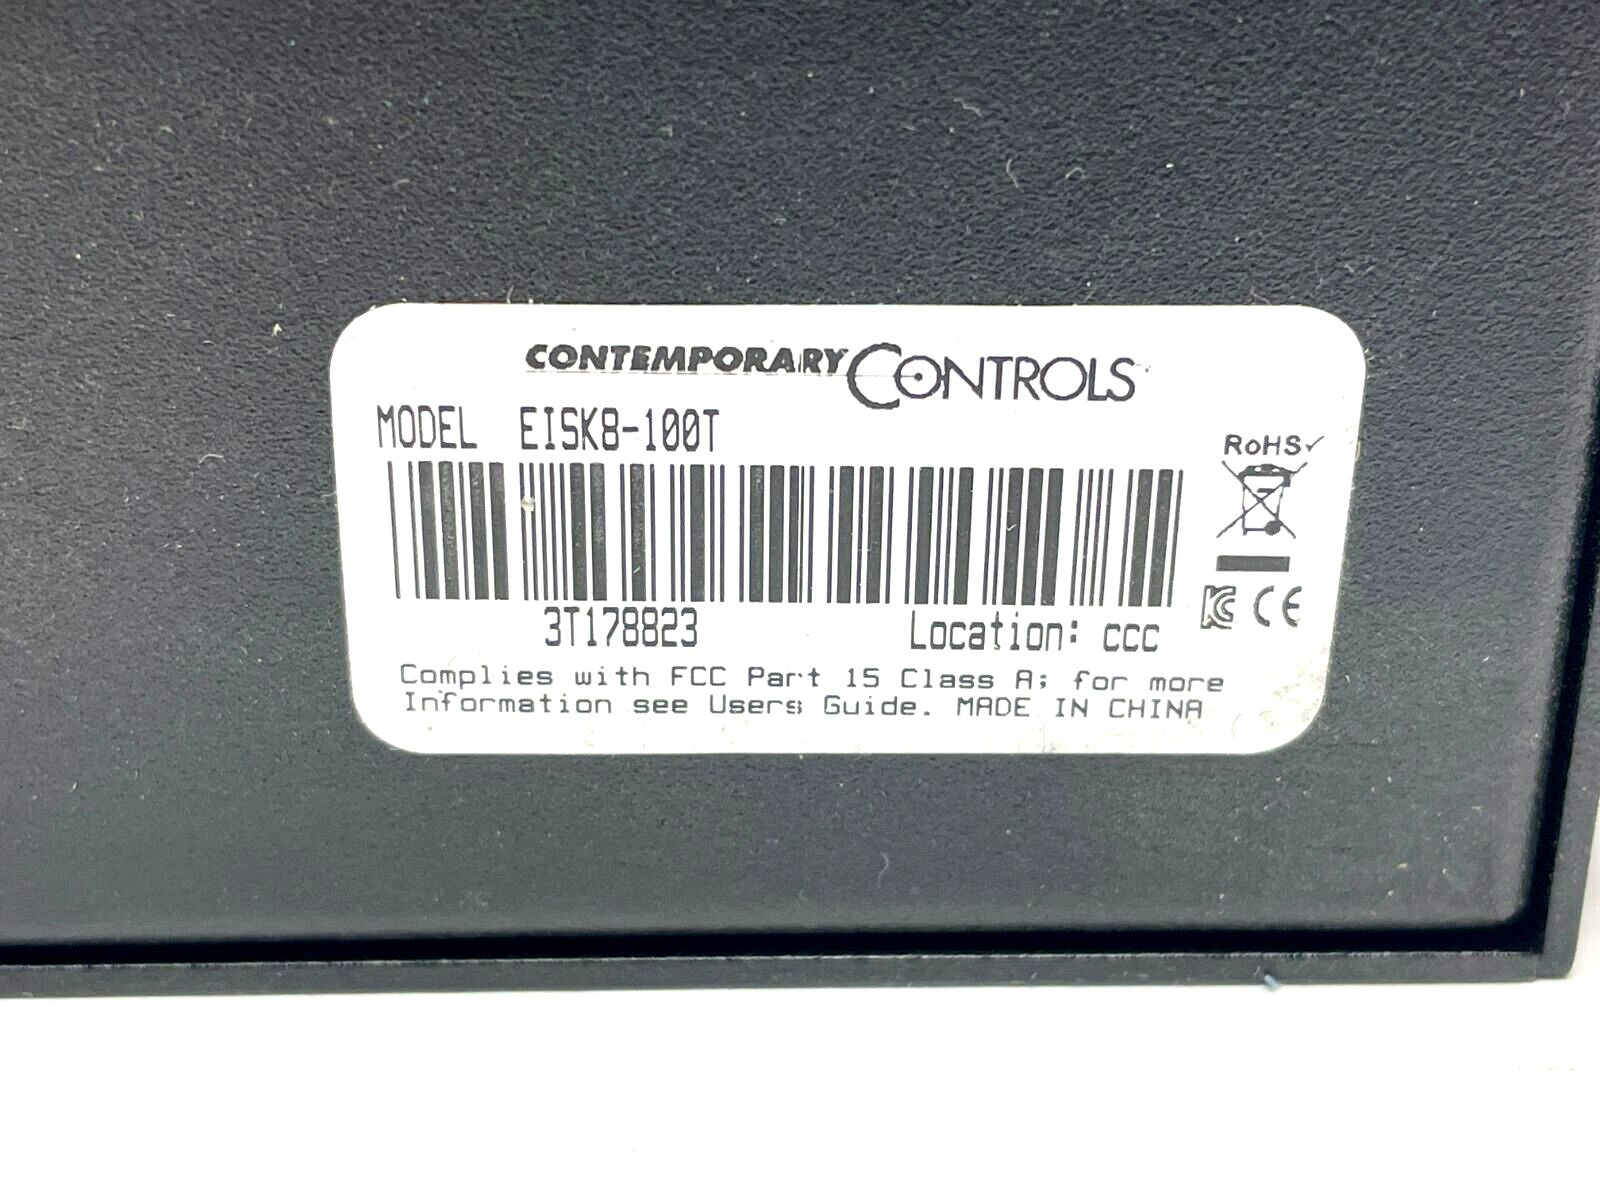 CONTEMPORARY CONTROLS
MODEL EISK8-100T
RoHS✓
3T178823 Location: ccc
KC CE
Complies with FCC Part 15 Class A; for more
Information see Users Guide. MADE IN CHINA